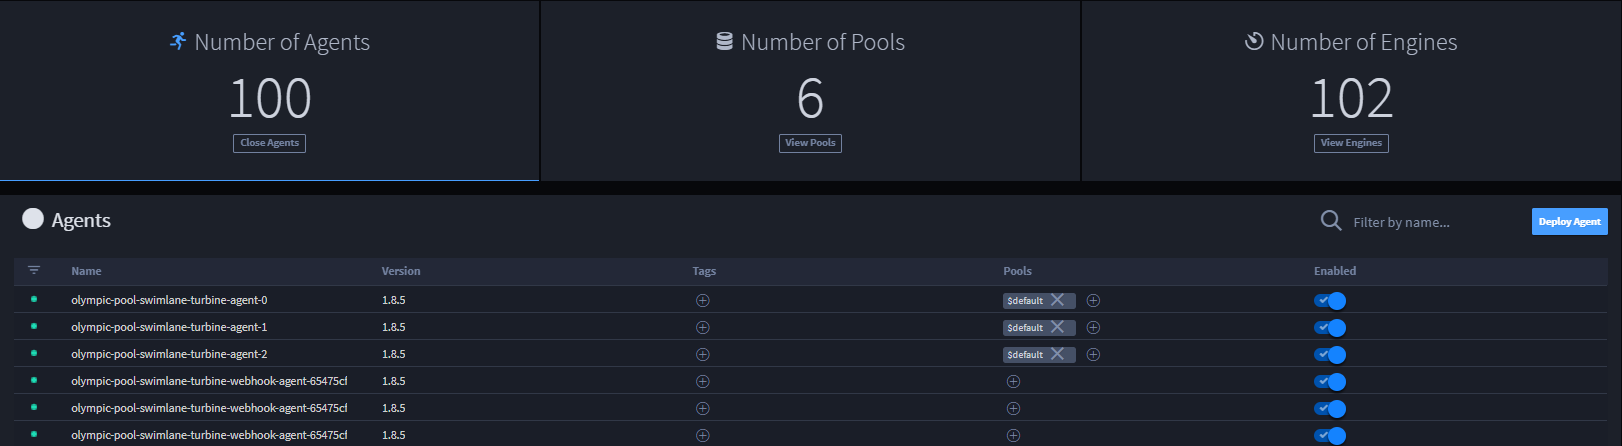 Number of Agents
100
Close Agents
Number of Pools
6
View Pools
Number of Engines
102
View Engines
Agents
Filter by name...
Deploy Agent
Name Version Tags Pools Enabled
olympic-pool-swimlane-turbine-agent-0 1.8.5 $default
olympic-pool-swimlane-turbine-agent-1 1.8.5 $default
olympic-pool-swimlane-turbine-agent-2 1.8.5 $default
olympic-pool-swimlane-turbine-webhook-agent-65475cf 1.8.5
olympic-pool-swimlane-turbine-webhook-agent-65475cf 1.8.5
olympic-pool-swimlane-turbine-webhook-agent-65475cf 1.8.5